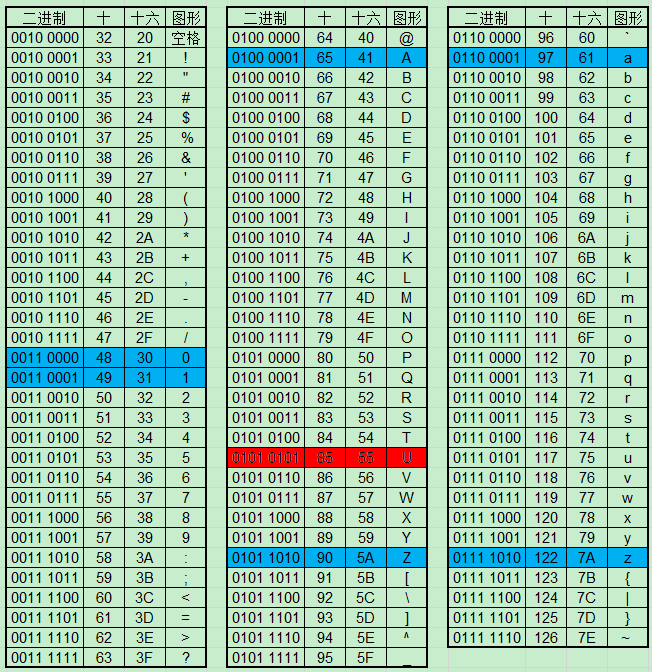 二进制 十 十六 图形 二进制 十 十六 图形 二进制 十 十六 图形
0010 0000 32 20 空格 0100 0000 64 40 @ 0110 0000 96 60 `
0010 0001 33 21 ! 0100 0001 65 41 A 0110 0001 97 61 a
0010 0010 34 22 " 0100 0010 66 42 B 0110 0010 98 62 b
0010 0011 35 23 # 0100 0011 67 43 C 0110 0011 99 63 c
0010 0100 36 24 $ 0100 0100 68 44 D 0110 0100 100 64 d
0010 0101 37 25 % 0100 0101 69 45 E 0110 0101 101 65 e
0010 0110 38 26 & 0100 0110 70 46 F 0110 0110 102 66 f
0010 0111 39 27 ' 0100 0111 71 47 G 0110 0111 103 67 g
0010 1000 40 28 ( 0100 1000 72 48 H 0110 1000 104 68 h
0010 1001 41 29 ) 0100 1001 73 49 I 0110 1001 105 69 i
0010 1010 42 2A * 0100 1010 74 4A J 0110 1010 106 6A j
0010 1011 43 2B + 0100 1011 75 4B K 0110 1011 107 6B k
0010 1100 44 2C , 0100 1100 76 4C L 0110 1100 108 6C l
0010 1101 45 2D - 0100 1101 77 4D M 0110 1101 109 6D m
0010 1110 46 2E . 0100 1110 78 4E N 0110 1110 110 6E n
0010 1111 47 2F / 0100 1111 79 4F O 0110 1111 111 6F o
0011 0000 48 30 0 0101 0000 80 50 P 0111 0000 112 70 p
0011 0001 49 31 1 0101 0001 81 51 Q 0111 0001 113 71 q
0011 0010 50 32 2 0101 0010 82 52 R 0111 0010 114 72 r
0011 0011 51 33 3 0101 0011 83 53 S 0111 0011 115 73 s
0011 0100 52 34 4 0101 0100 84 54 T 0111 0100 116 74 t
0011 0101 53 35 5 0101 0101 85 55 U 0111 0101 117 75 u
0011 0110 54 36 6 0101 0110 86 56 V 0111 0110 118 76 v
0011 0111 55 37 7 0101 0111 87 57 W 0111 0111 119 77 w
0011 1000 56 38 8 0101 1000 88 58 X 0111 1000 120 78 x
0011 1001 57 39 9 0101 1001 89 59 Y 0111 1001 121 79 y
0011 1010 58 3A : 0101 1010 90 5A Z 0111 1010 122 7A z
0011 1011 59 3B ; 0101 1011 91 5B [ 0111 1011 123 7B {
0011 1100 60 3C < 0101 1100 92 5C \ 0111 1100 124 7C |
0011 1101 61 3D = 0101 1101 93 5D ] 0111 1101 125 7D }
0011 1110 62 3E > 0101 1110 94 5E ^ 0111 1110 126 7E ~
0011 1111 63 3F ? 0101 1111 95 5F _